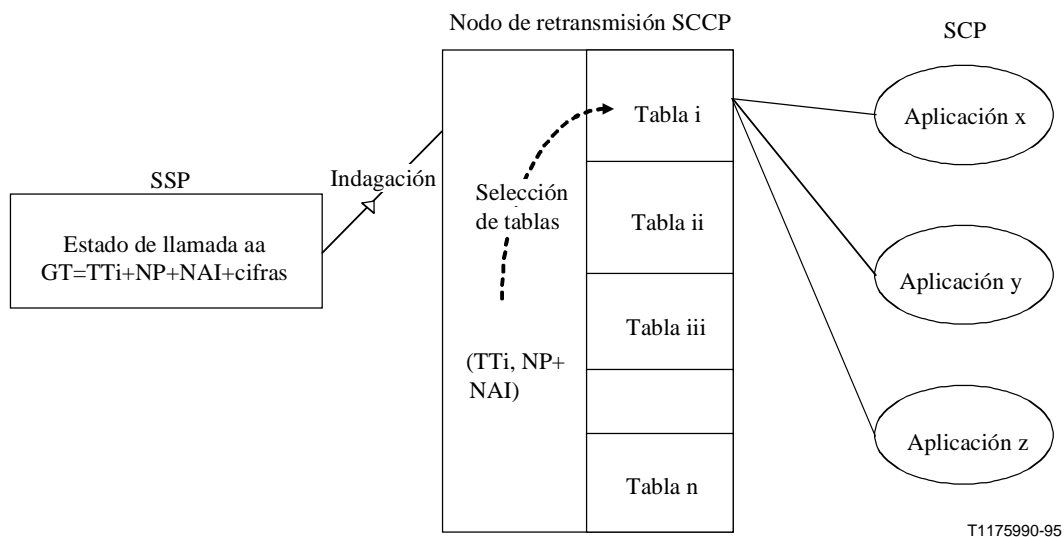 Nodo de retransmisión SCCP
SCP
SSP
Estado de llamada aa
GT=TTi+NP+NAI+cifras
Indagación
Selección
de tablas
(TTi, NP+
NAI)
Tabla i
Tabla ii
Tabla iii
Tabla n
Aplicación x
Aplicación y
Aplicación z
T1175990-95